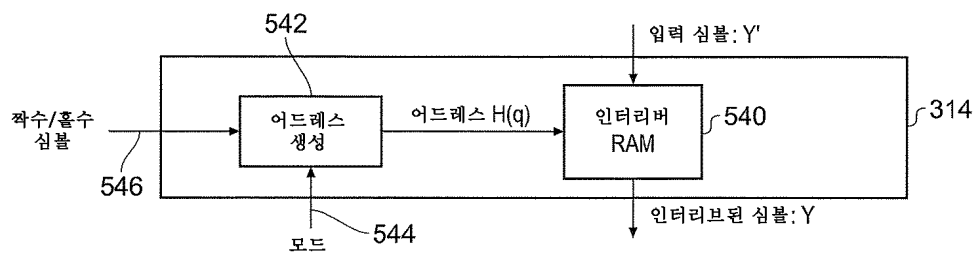 542
입력 심볼: Y'
짝수/홀수
심볼
546
어드레스
생성
어드레스 H(q)
인터리버
RAM
540
314
544
모드
인터리브된 심볼: Y